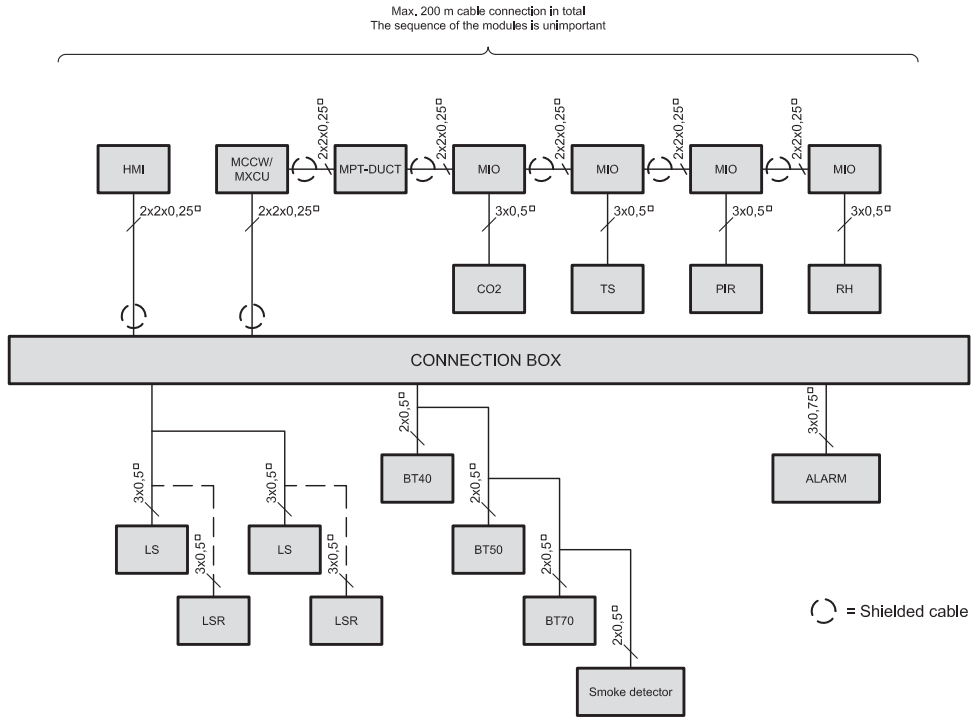 Max. 200 m cable connection in total
The sequence of the modules is unimportant
2x2x0,25□
2x2x0,25□
2x2x0,25□
2x2x0,25□
2x2x0,25□
HMI
MCCW/
MXCU
MPT-DUCT
MIO
MIO
MIO
MIO
2x2x0,25□
2x2x0,25□
3x0,5□
3x0,5□
3x0,5□
3x0,5□
CO2
TS
PIR
RH
CONNECTION BOX
2x0,5□
3x0,75□
BT40
ALARM
3x0,5□
3x0,5□
2x0,5□
LS
LS
BT50
3x0,5□
3x0,5□
2x0,5□
LSR
LSR
BT70
= Shielded cable
2x0,5□
Smoke detector